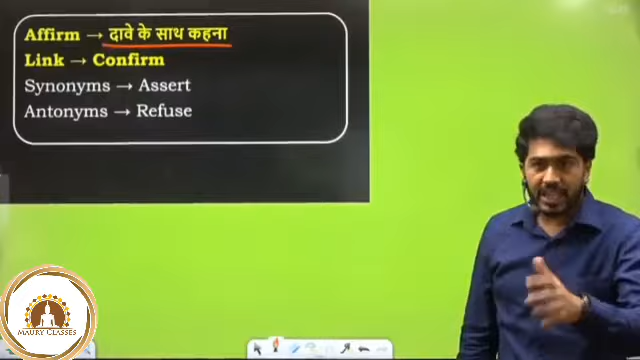 Affirm → दावे के साथ कहना
Link → Confirm
Synonyms → Assert
Antonyms → Refuse
MAURY CLASSES